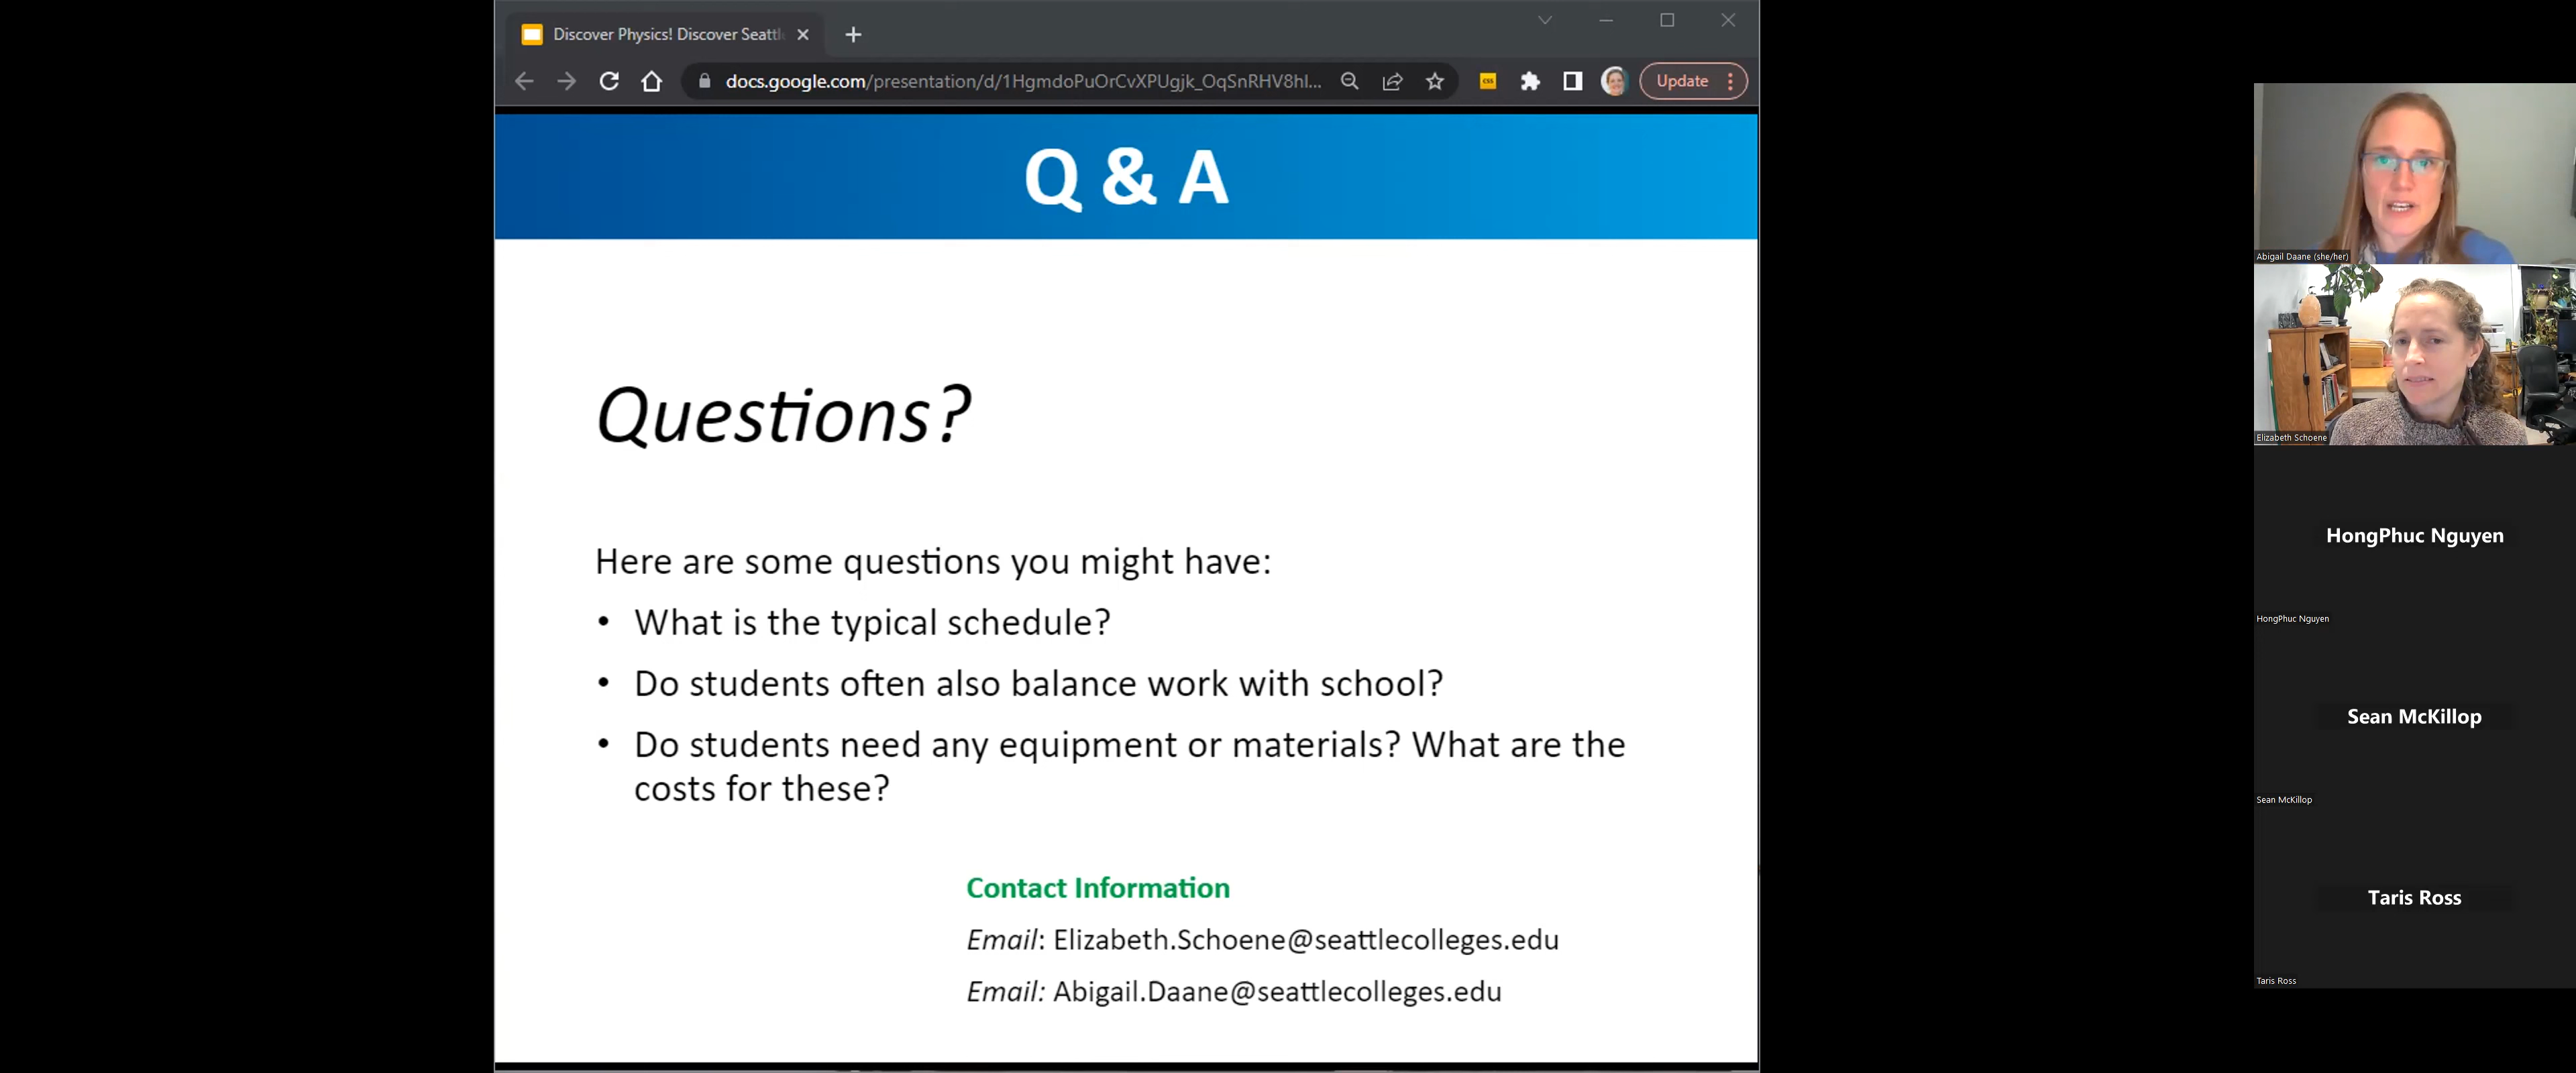 Discover Physics! Discover Seattl
docs.google.com/presentation/d/1HgmdoPuOrCvXPUgjk_OqSnRHV8hl...
css
Update
Q & A
Questions?
Here are some questions you might have:
• What is the typical schedule?
• Do students often also balance work with school?
• Do students need any equipment or materials? What are the
costs for these?
Contact Information
Email: Elizabeth.Schoene@seattlecolleges.edu
Email: Abigail.Daane@seattlecolleges.edu
Abigail Daane (she/her)
Elizabeth Schoene
HongPhuc Nguyen
HongPhuc Nguyen
Sean McKillop
Sean McKillop
Taris Ross
Taris Ross